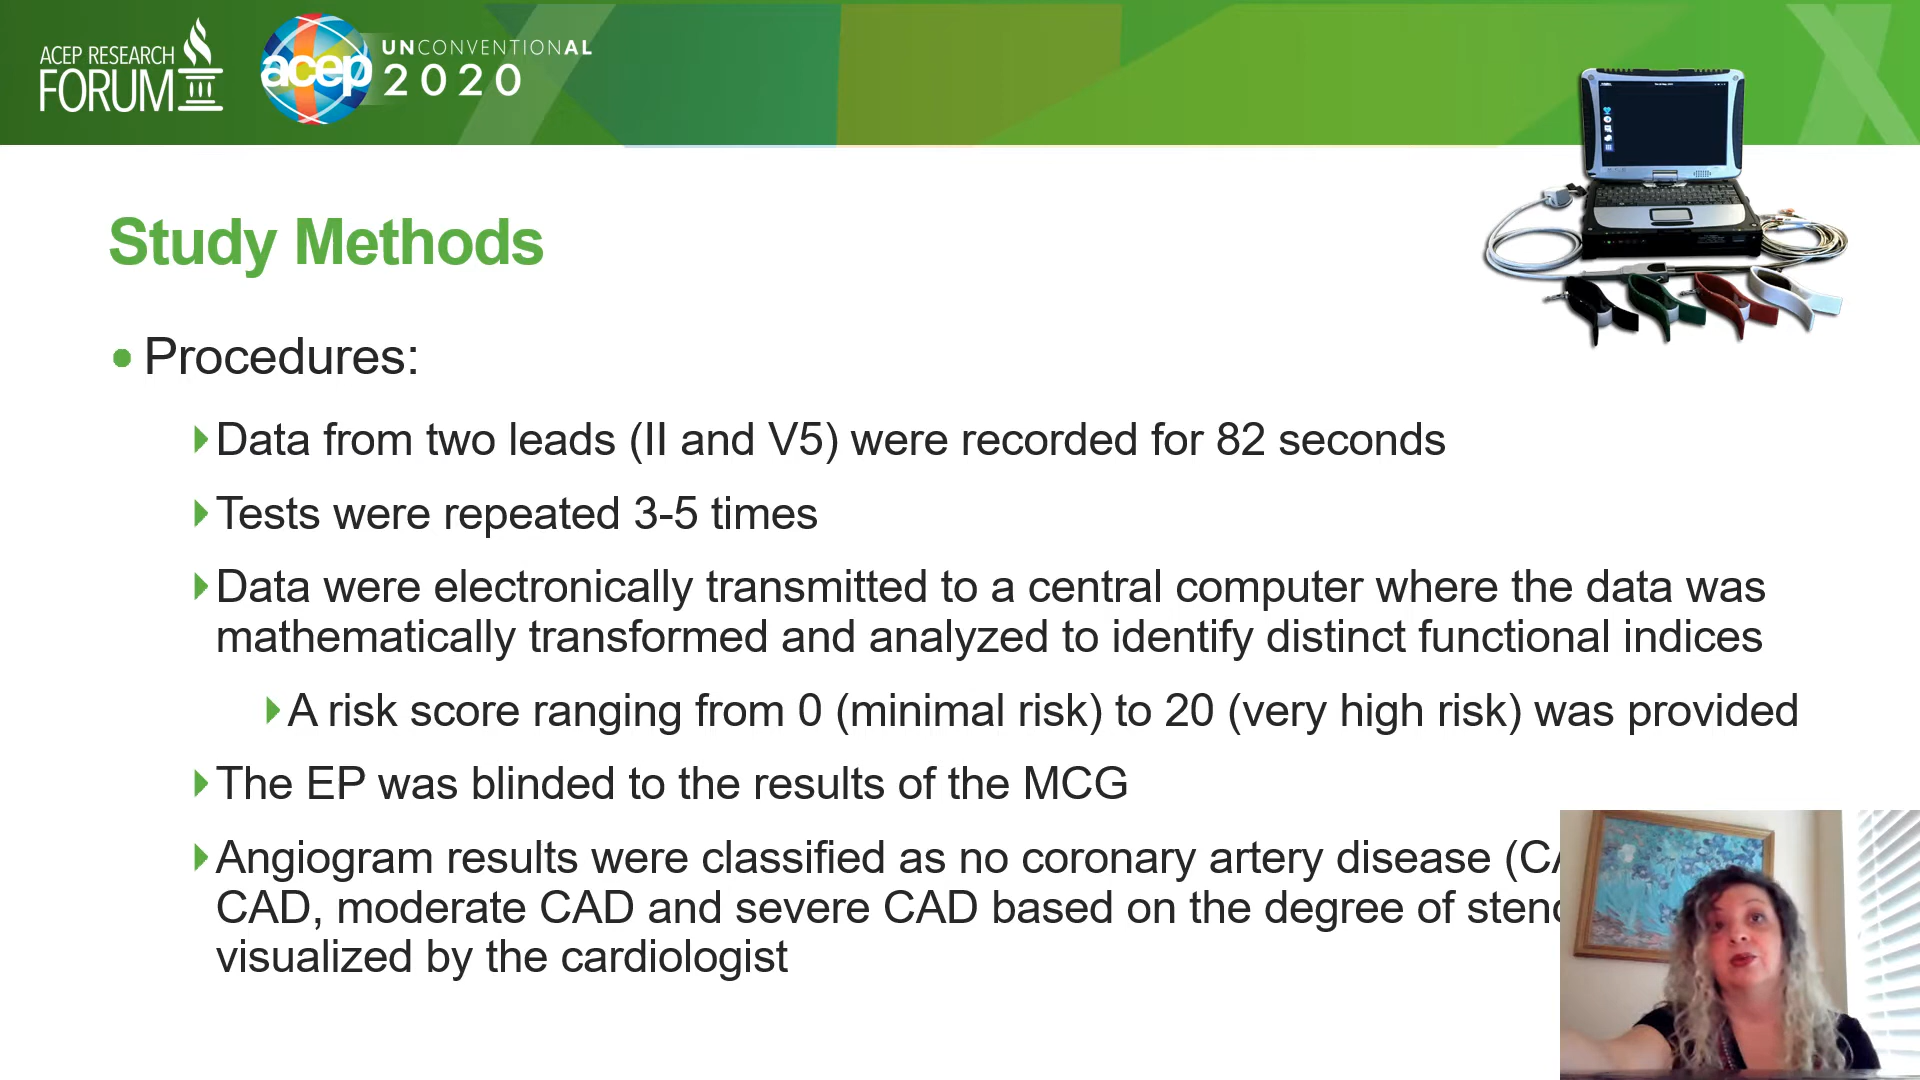 ACEP RESEARCH
FORUM
acep
UNCONVENTIONAL
2020
Study Methods
Procedures:
Data from two leads (II and V5) were recorded for 82 seconds
Tests were repeated 3-5 times
Data were electronically transmitted to a central computer where the data was
mathematically transformed and analyzed to identify distinct functional indices
A risk score ranging from 0 (minimal risk) to 20 (very high risk) was provided
The EP was blinded to the results of the MCG
Angiogram results were classified as no coronary artery disease
CAD, moderate CAD and severe CAD based on the degree of
visualized by the cardiologist